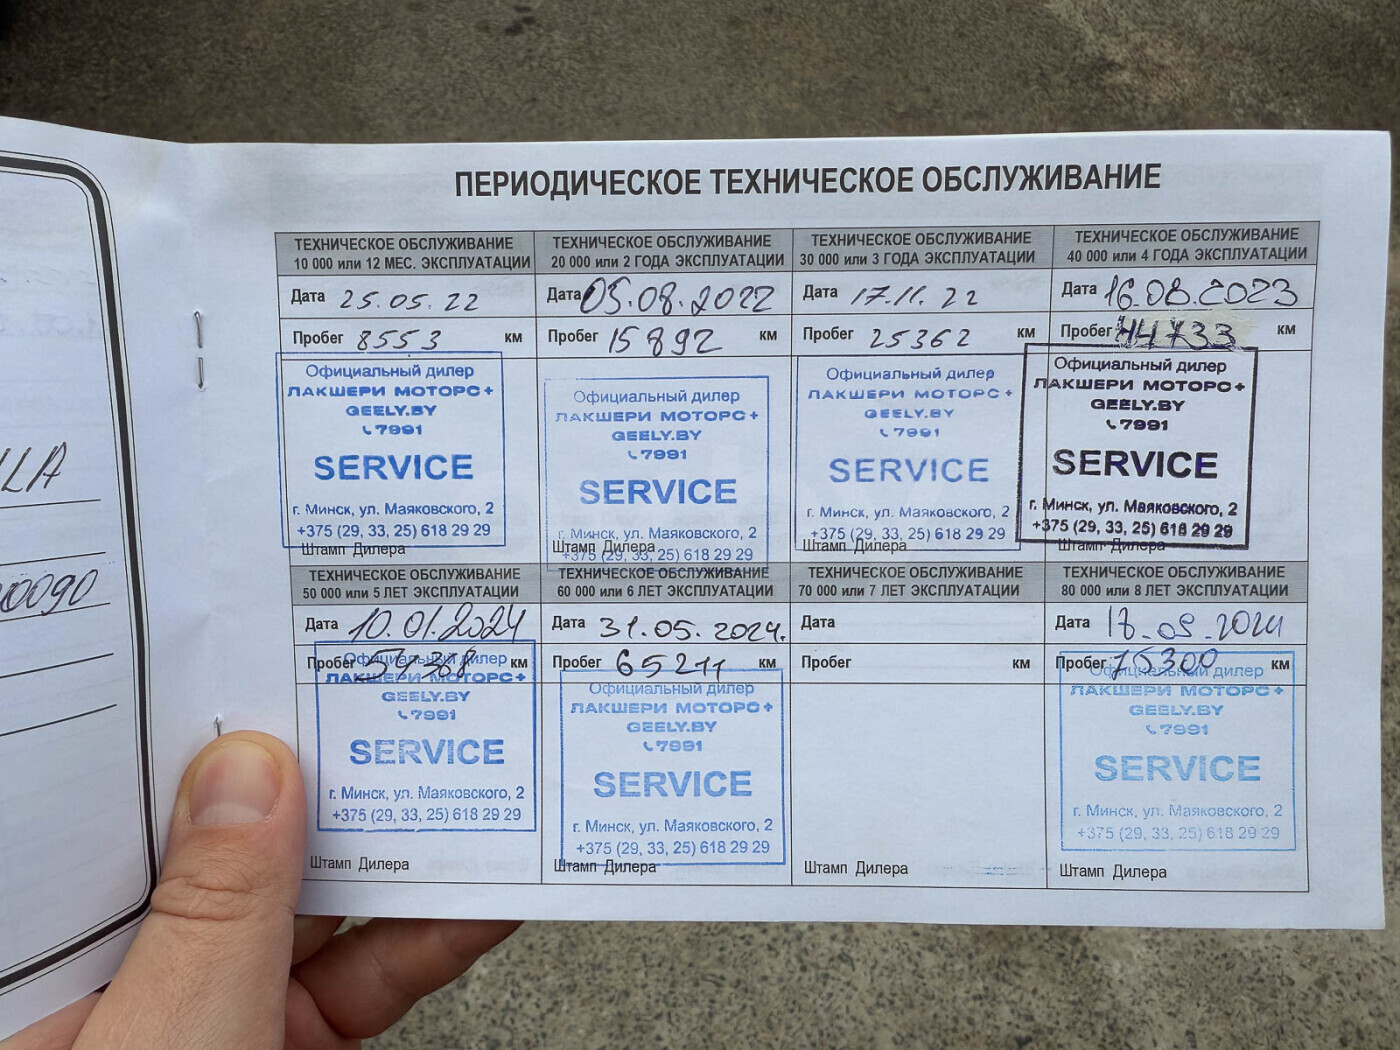 ПЕРИОДИЧЕСКОЕ ТЕХНИЧЕСКОЕ ОБСЛУЖИВАНИЕ
ТЕХНИЧЕСКОЕ ОБСЛУЖИВАНИЕ
10 000 или 12 МЕС. ЭКСПЛУАТАЦИИ
Дата 25.05.22
Пробег 8553 км
Официальный дилер
ЛАКШЕРИ МОТОРС+
GEELY.BY
7991
SERVICE
г. Минск, ул. Маяковского, 2
+375 (29, 33, 25) 618 29 29
Штамп Дилера
ТЕХНИЧЕСКОЕ ОБСЛУЖИВАНИЕ
20 000 или 2 ГОДА ЭКСПЛУАТАЦИИ
Дата 05.08.2022
Пробег 15892 км
Официальный дилер
ЛАКШЕРИ МОТОРС+
GEELY.BY
7991
SERVICE
г. Минск, ул. Маяковского, 2
Штамп Дилера
+375 (29, 33, 25) 618 29 29
ТЕХНИЧЕСКОЕ ОБСЛУЖИВАНИЕ
30 000 или 3 ГОДА ЭКСПЛУАТАЦИИ
Дата 17.11.22
Пробег 25362 км
Официальный дилер
ЛАКШЕРИ МОТОРС+
GEELY.BY
7991
SERVICE
г. Минск, ул. Маяковского, 2
+375 (29, 33, 25) 618 29 29
Штамп Дилера
ТЕХНИЧЕСКОЕ ОБСЛУЖИВАНИЕ
40 000 или 4 ГОДА ЭКСПЛУАТАЦИИ
Дата 16.08.2023
Пробег 44733 км
Официальный дилер
ЛАКШЕРИ МОТОРС+
GEELY.BY
7991
SERVICE
г. Минск, ул. Маяковского, 2
+375 (29, 33, 25) 618 29 29
Штамп Дилера
ТЕХНИЧЕСКОЕ ОБСЛУЖИВАНИЕ
50 000 или 5 ЛЕТ ЭКСПЛУАТАЦИИ
Дата 10.01.2024
Пробег км
Официальный дилер
ЛАКШЕРИ МОТОРС+
GEELY.BY
7991
SERVICE
г. Минск, ул. Маяковского, 2
+375 (29, 33, 25) 618 29 29
Штамп Дилера
ТЕХНИЧЕСКОЕ ОБСЛУЖИВАНИЕ
60 000 или 6 ЛЕТ ЭКСПЛУАТАЦИИ
Дата 31.05.2024.
Пробег 65211 км
Официальный дилер
ЛАКШЕРИ МОТОРС+
GEELY.BY
7991
SERVICE
г. Минск, ул. Маяковского, 2
+375 (29, 33, 25) 618 29 29
Штамп Дилера
ТЕХНИЧЕСКОЕ ОБСЛУЖИВАНИЕ
70 000 или 7 ЛЕТ ЭКСПЛУАТАЦИИ
Дата
Пробег км
Штамп Дилера
ТЕХНИЧЕСКОЕ ОБСЛУЖИВАНИЕ
80 000 или 8 ЛЕТ ЭКСПЛУАТАЦИИ
Дата
Пробег 75300 км
Официальный дилер
ЛАКШЕРИ МОТОРС+
GEELY.BY
7991
SERVICE
г. Минск, ул. Маяковского, 2
+375 (29, 33, 25) 618 29 29
Штамп Дилера